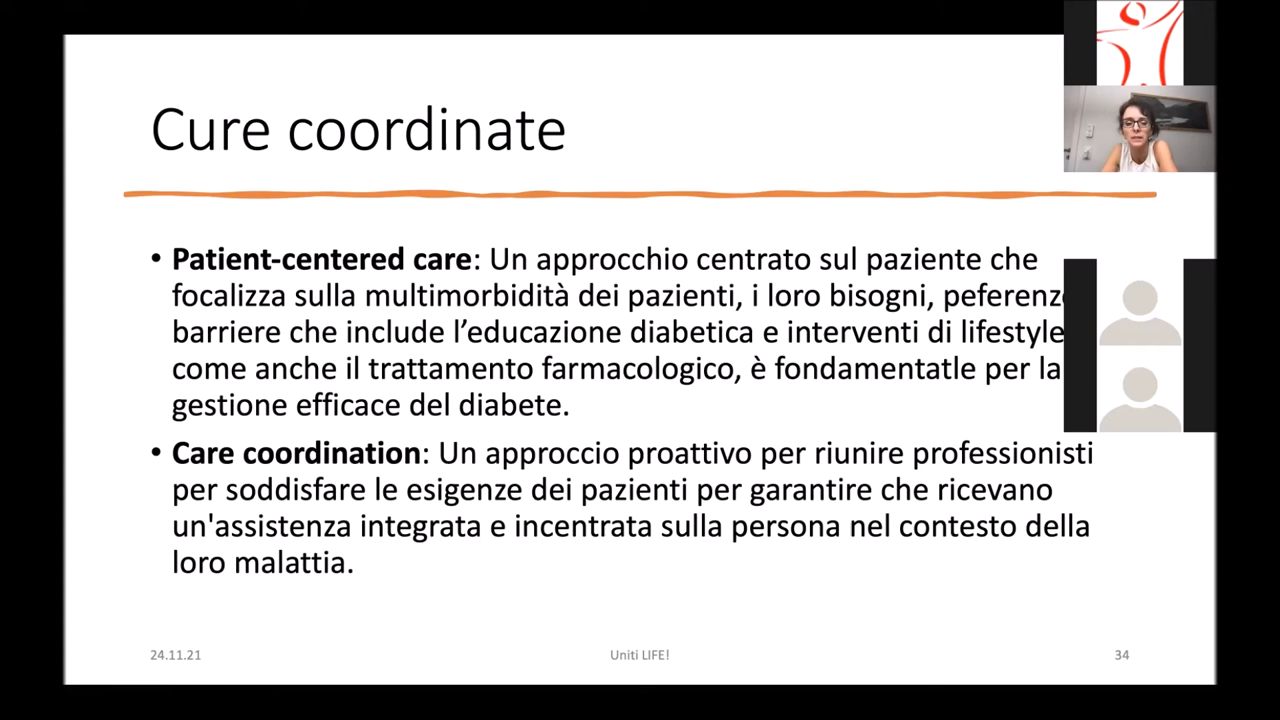 Cure coordinate
• Patient-centered care: Un approcchio centrato sul paziente che
focalizza sulla multimorbidità dei pazienti, i loro bisogni,
barriere che include l’educazione diabetica e interventi di lifestyle
come anche il trattamento farmacologico, è fondamentatle per la
gestione efficace del diabete.
• Care coordination: Un approccio proattivo per riunire professionisti
per soddisfare le esigenze dei pazienti per garantire che ricevano
un'assistenza integrata e incentrata sulla persona nel contesto della
loro malattia.
24.11.21
Uniti LIFE!
34